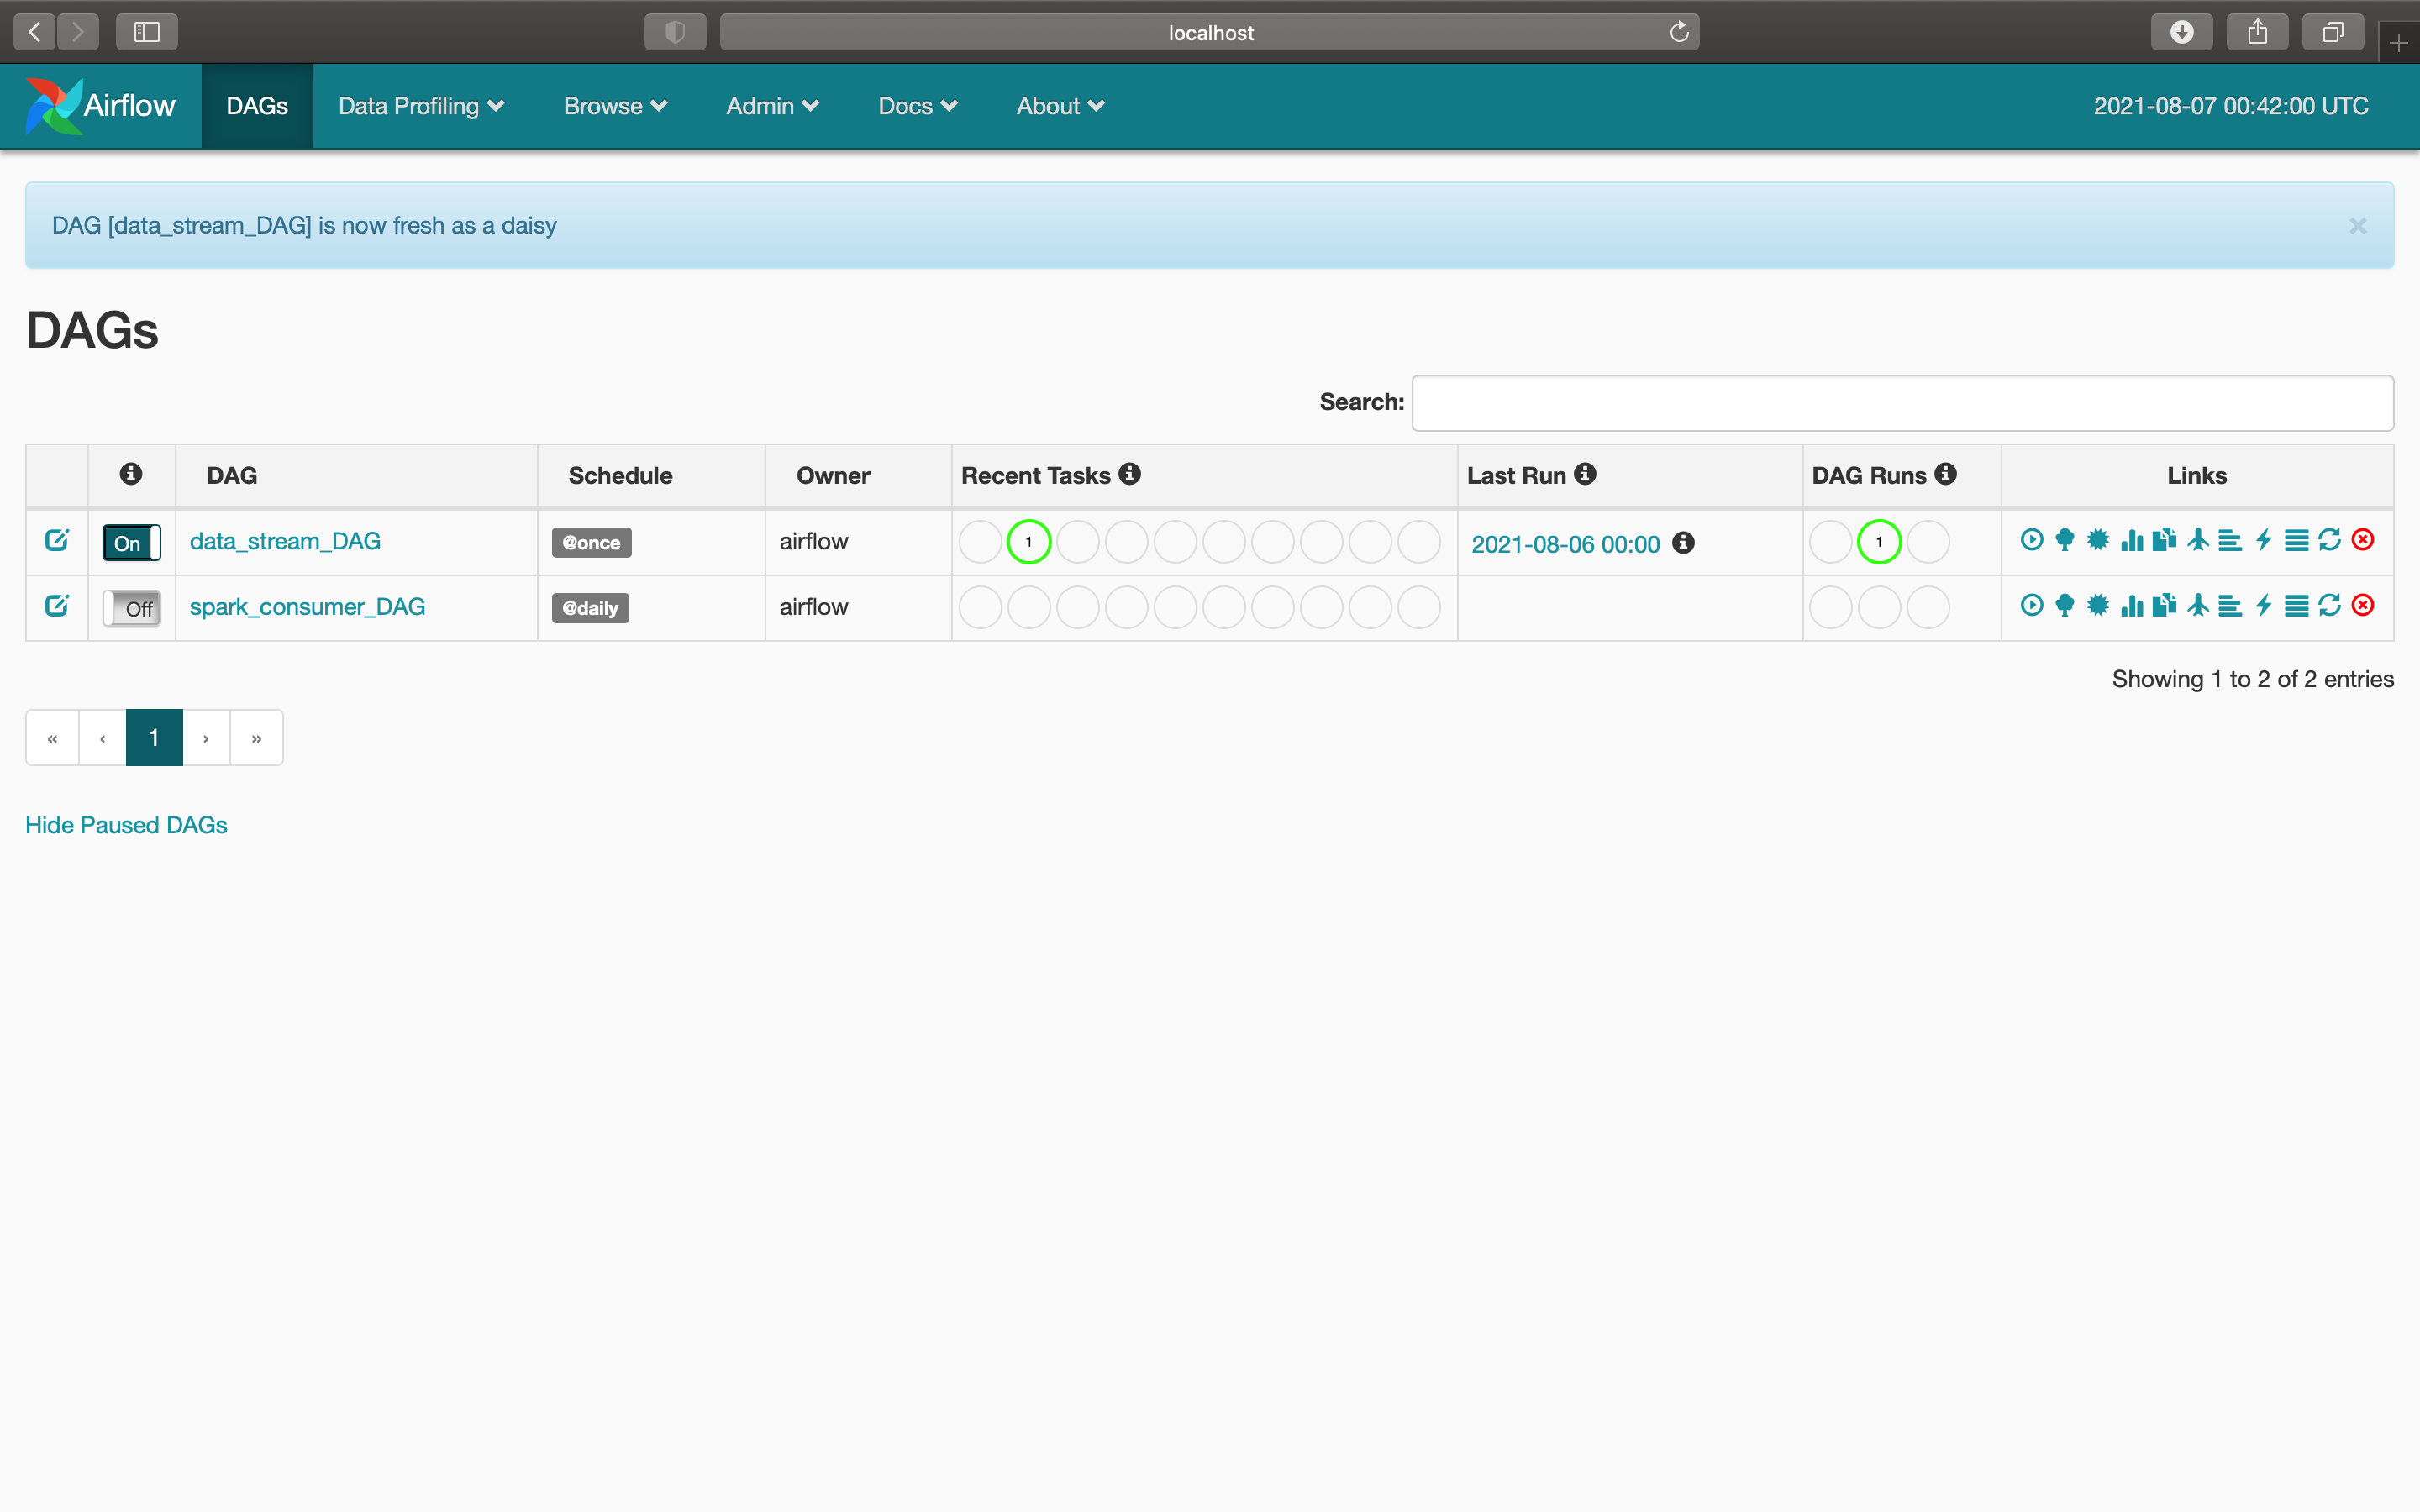 localhost
Airflow DAGs Data Profiling Browse Admin Docs About 2021-08-07 00:42:00 UTC
DAG [data_stream_DAG] is now fresh as a daisy ×
DAGs
Search:
DAG Schedule Owner Recent Tasks Last Run DAG Runs Links
On data_stream_DAG @once airflow 1 2021-08-06 00:00 1
Off spark_consumer_DAG @daily airflow
Showing 1 to 2 of 2 entries
« ‹ 1 › »
Hide Paused DAGs